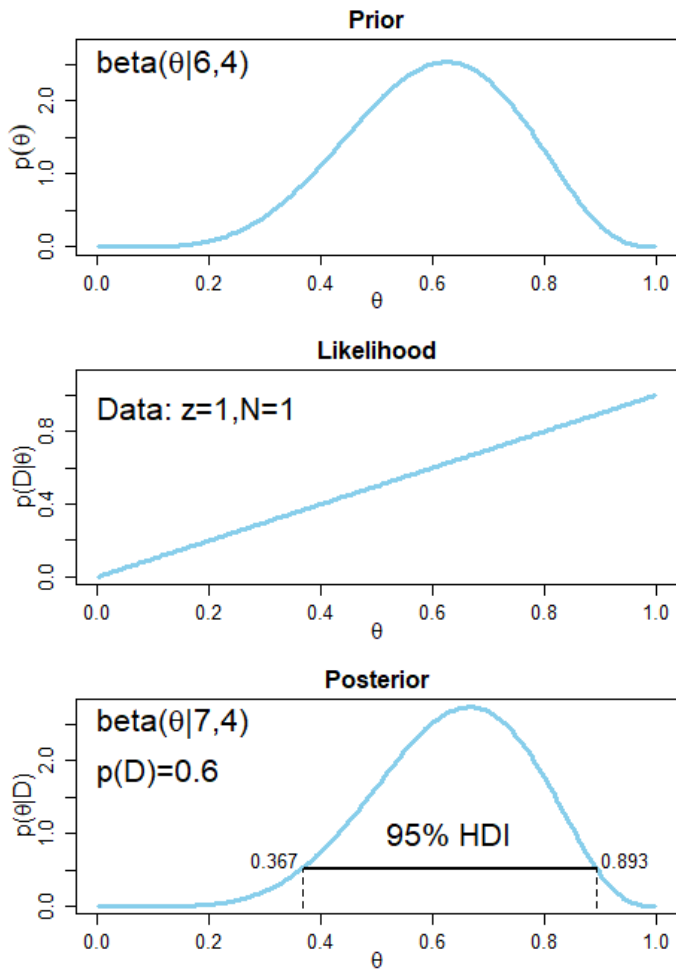 Prior
beta(θ|6,4)
p(θ)
0.0 1.0 2.0
0.0 0.2 0.4 0.6 0.8 1.0
θ
Likelihood
Data: z=1,N=1
p(D|θ)
0.0 0.4 0.8
0.0 0.2 0.4 0.6 0.8 1.0
θ
Posterior
beta(θ|7,4)
p(D)=0.6
p(θ|D)
0.0 1.0 2.0
95% HDI
0.367 0.893
0.0 0.2 0.4 0.6 0.8 1.0
θ